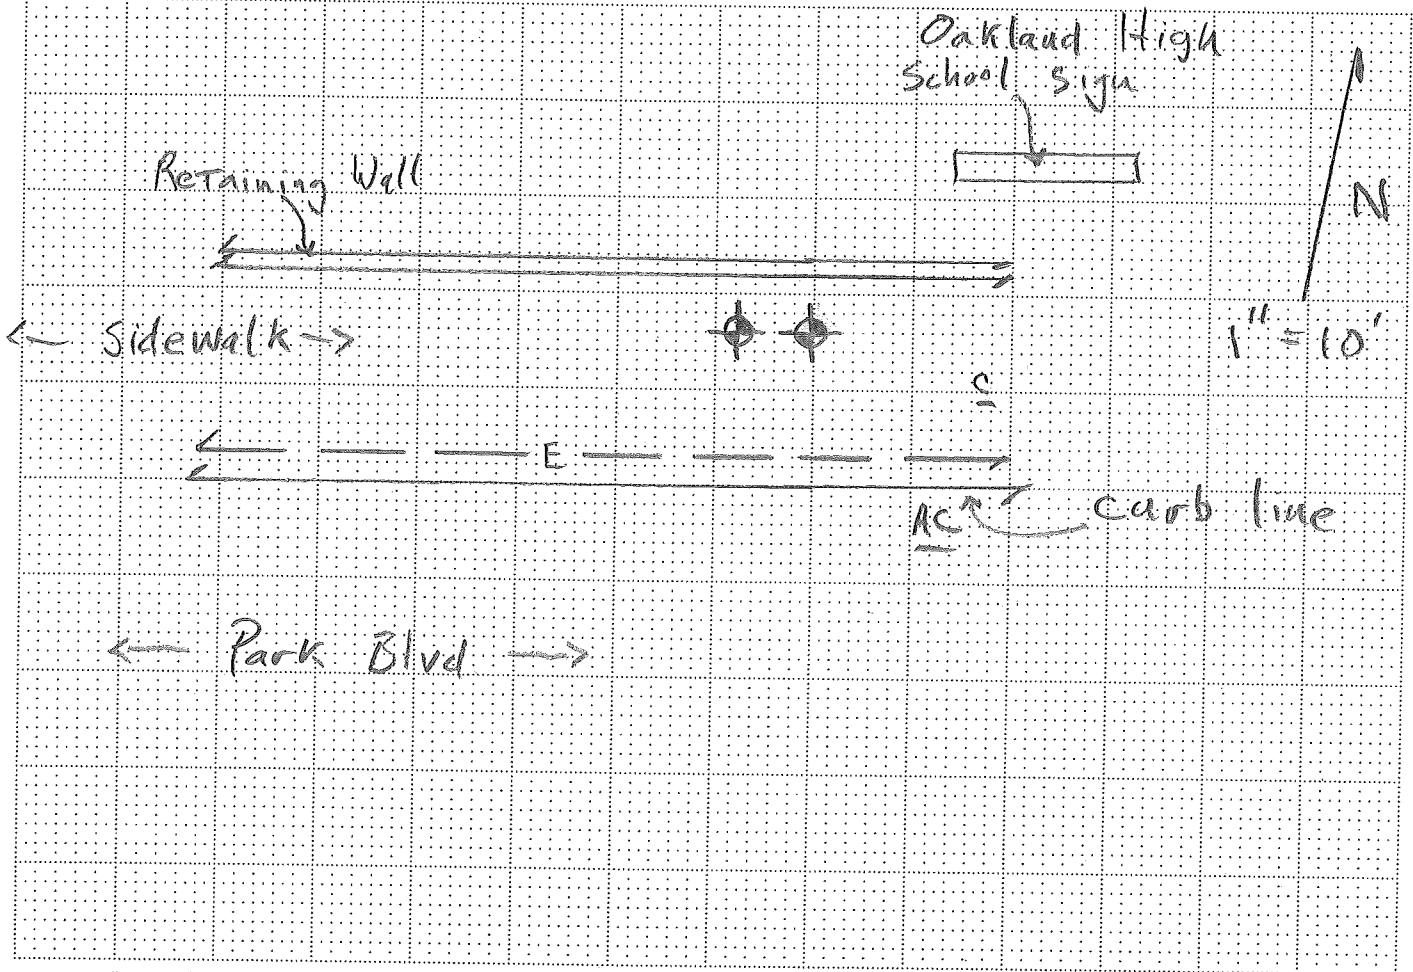 Oakland High
School Sign
Retaining Wall
N
Sidewalk
1" = 10'
C
E
AC
curb line
Park Blvd